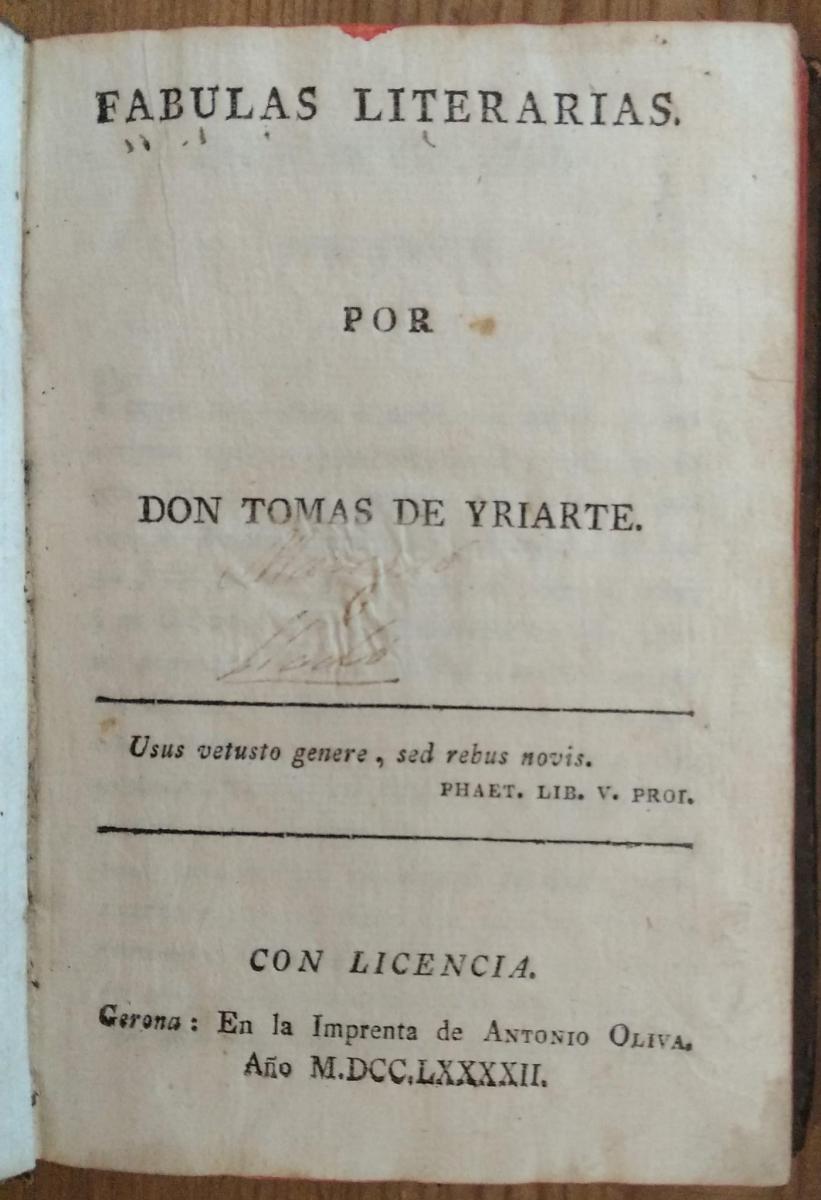 FABULAS LITERARIAS.
POR
DON TOMAS DE YRIARTE.
Usus vetusto genere, sed rebus novis.
PHAET. LIB. V. PROI.
CON LICENCIA.
Gerona: En la Imprenta de ANTONIO OLIVA.
Año M.DCC.LXXXXII.